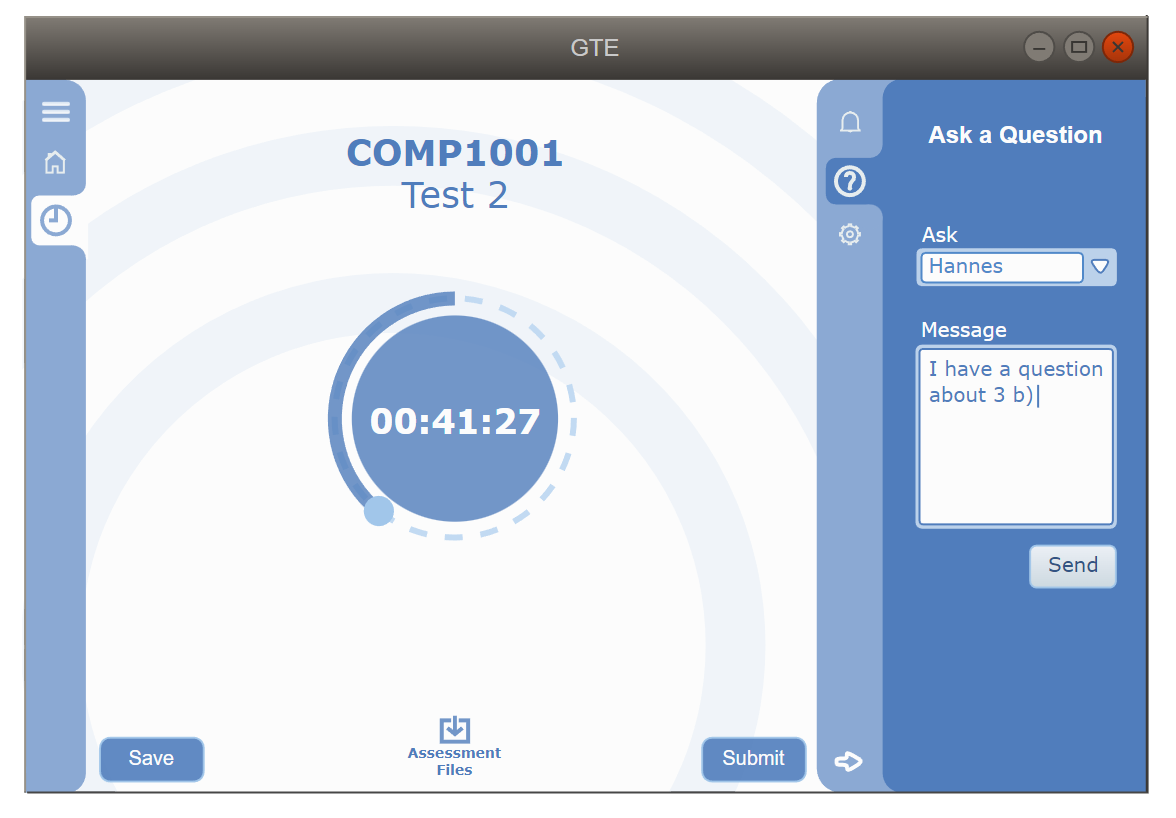 GTE
COMP1001
Test 2
00:41:27
Save
Assessment
Files
Submit
Ask a Question
Ask
Hannes
Message
I have a question
about 3 b)
Send